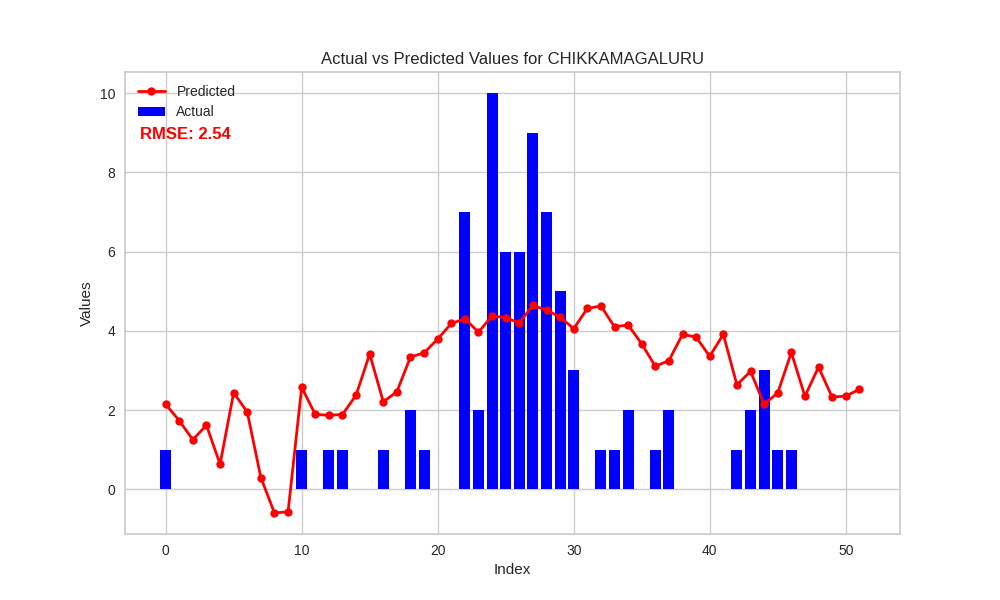 Actual vs Predicted Values for CHIKKAMAGALURU
Predicted
Actual
RMSE: 2.54
Values
10
8
6
4
2
0
0 10 20 30 40 50
Index